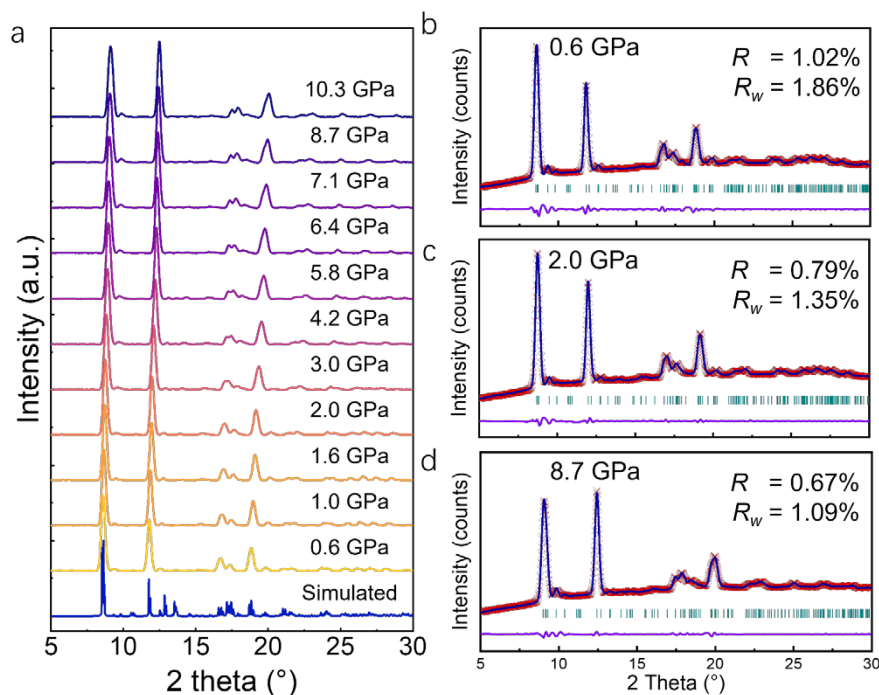 a
10.3 GPa
8.7 GPa
7.1 GPa
6.4 GPa
5.8 GPa
4.2 GPa
3.0 GPa
2.0 GPa
1.6 GPa
1.0 GPa
0.6 GPa
Simulated
Intensity (a.u.)
5 10 15 20 25 30
2 theta (°)
b
0.6 GPa
R = 1.02%
Rw = 1.86%
Intensity (counts)
c
2.0 GPa
R = 0.79%
Rw = 1.35%
Intensity (counts)
d
8.7 GPa
R = 0.67%
Rw = 1.09%
Intensity (counts)
5 10 15 20 25 30
2 Theta (°)